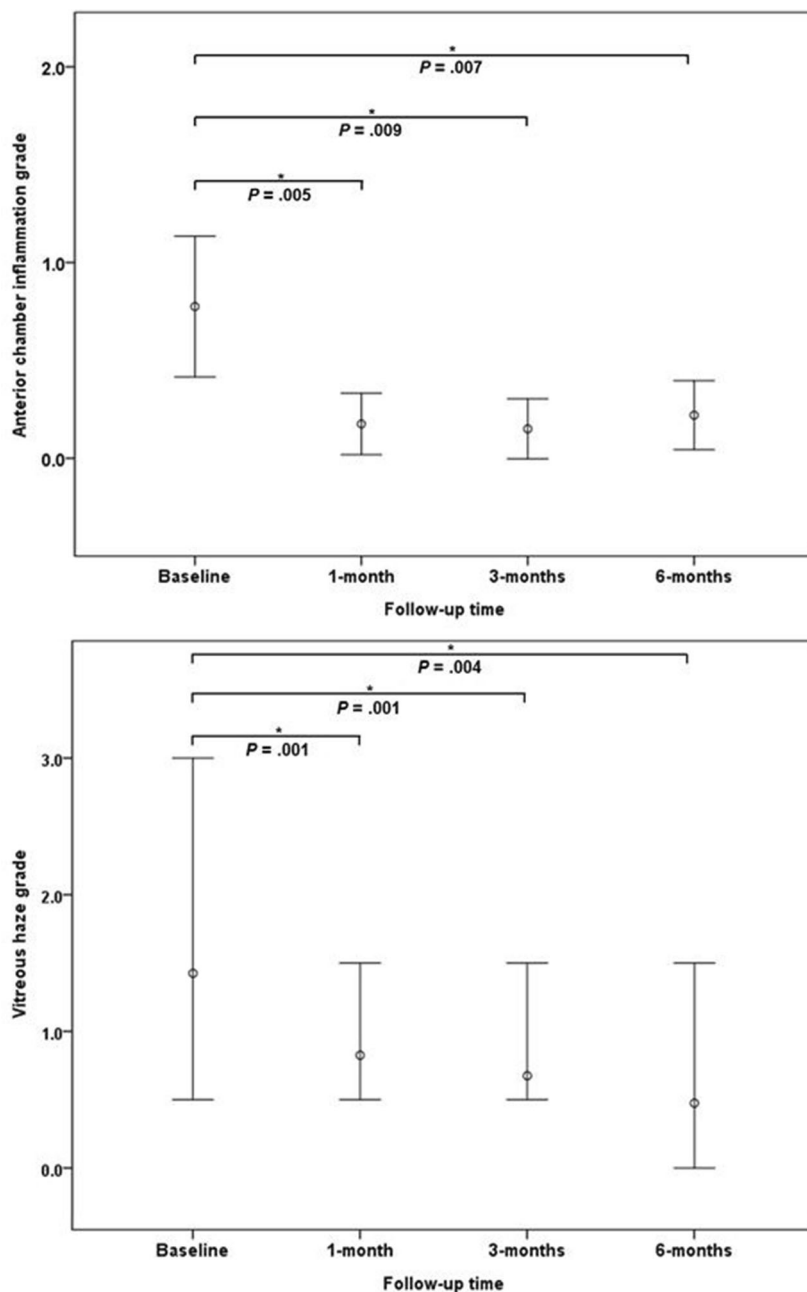 2.0
*
P = .007
*
P = .009
*
P = .005
1.0
0.0
Anterior chamber inflammation grade
Baseline 1-month 3-months 6-months
Follow-up time
*
P = .004
*
P = .001
*
P = .001
3.0
2.0
1.0
0.0
Vitreous haze grade
Baseline 1-month 3-months 6-months
Follow-up time